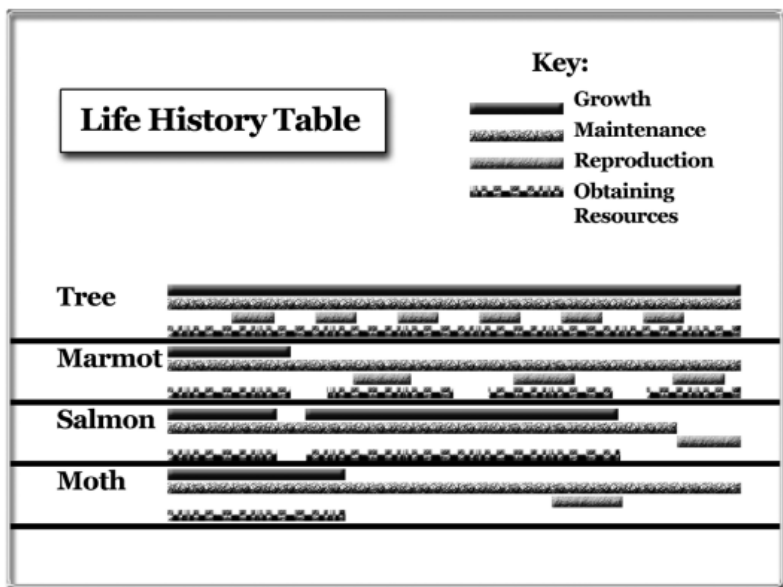 Key:
Life History Table
Growth
Maintenance
Reproduction
Obtaining
Resources
Tree
Marmot
Salmon
Moth